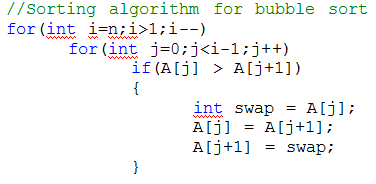 //Sorting algorithm for bubble sort
for(int i=n;i>1;i--)
for(int j=0;j<i-1;j++)
if(A[j] > A[j+1])
{
int swap = A[j];
A[j] = A[j+1];
A[j+1] = swap;
}